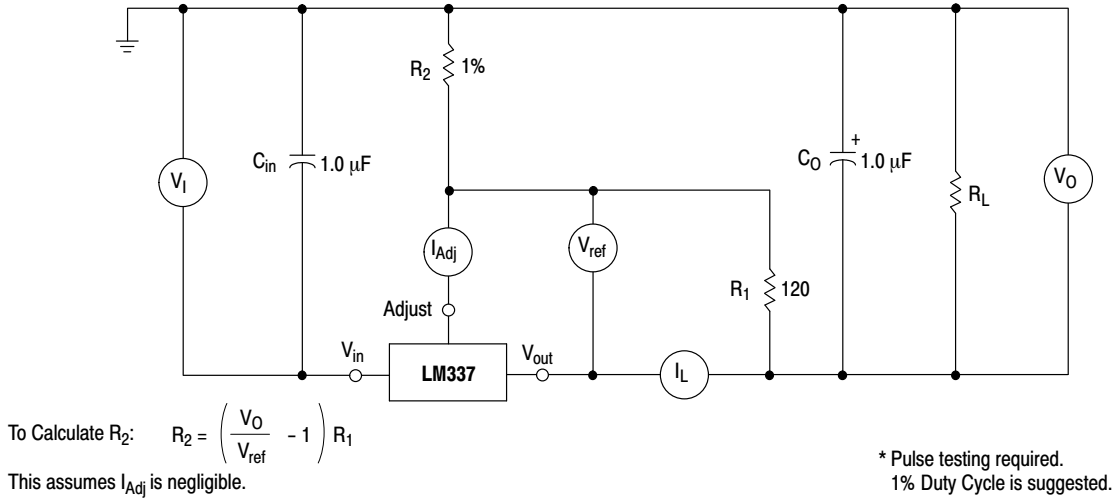 R2
1%
Cin
1.0 μF
CO
+
1.0 μF
VI
RL
VO
IAdj
Vref
R1
120
Adjust
Vin
LM337
Vout
IL
To Calculate R2: R2 = ( VO / Vref - 1 ) R1
This assumes IAdj is negligible.
* Pulse testing required.
1% Duty Cycle is suggested.